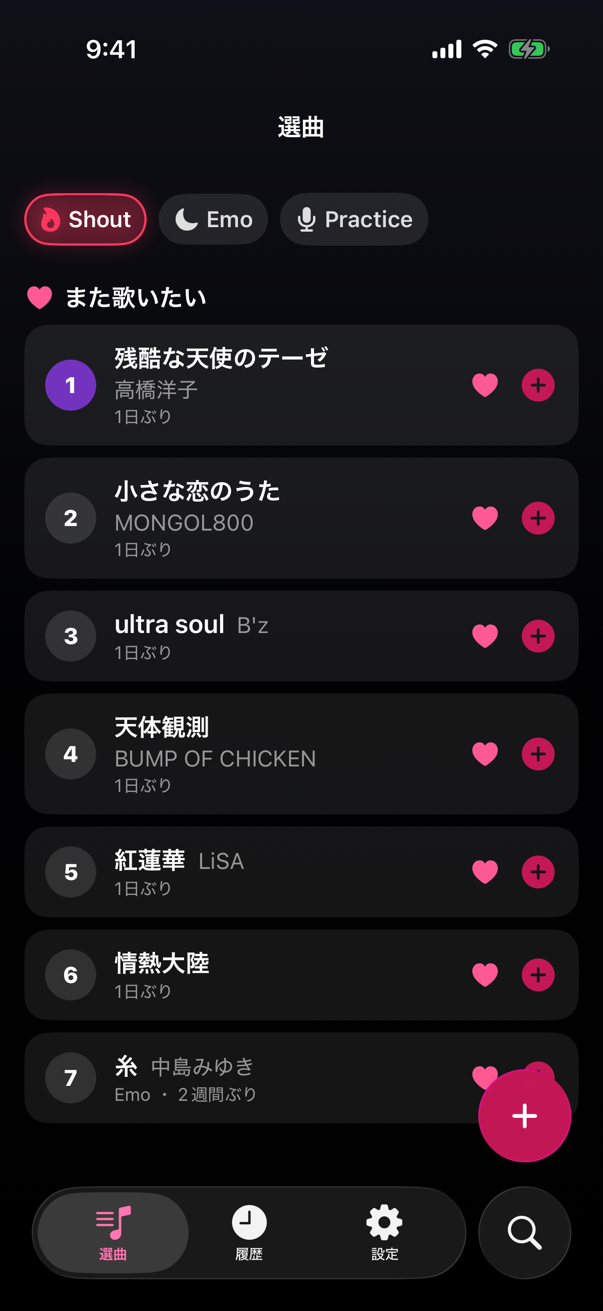 9:41
選曲
Shout
Emo
Practice
また歌いたい
1
残酷な天使のテーゼ
高橋洋子
1日ぶり
2
小さな恋のうた
MONGOL800
1日ぶり
3
ultra soul B'z
1日ぶり
4
天体観測
BUMP OF CHICKEN
1日ぶり
5
紅蓮華 LiSA
1日ぶり
6
情熱大陸
1日ぶり
7
糸 中島みゆき
Emo ・ 2週間ぶり
選曲
履歴
設定